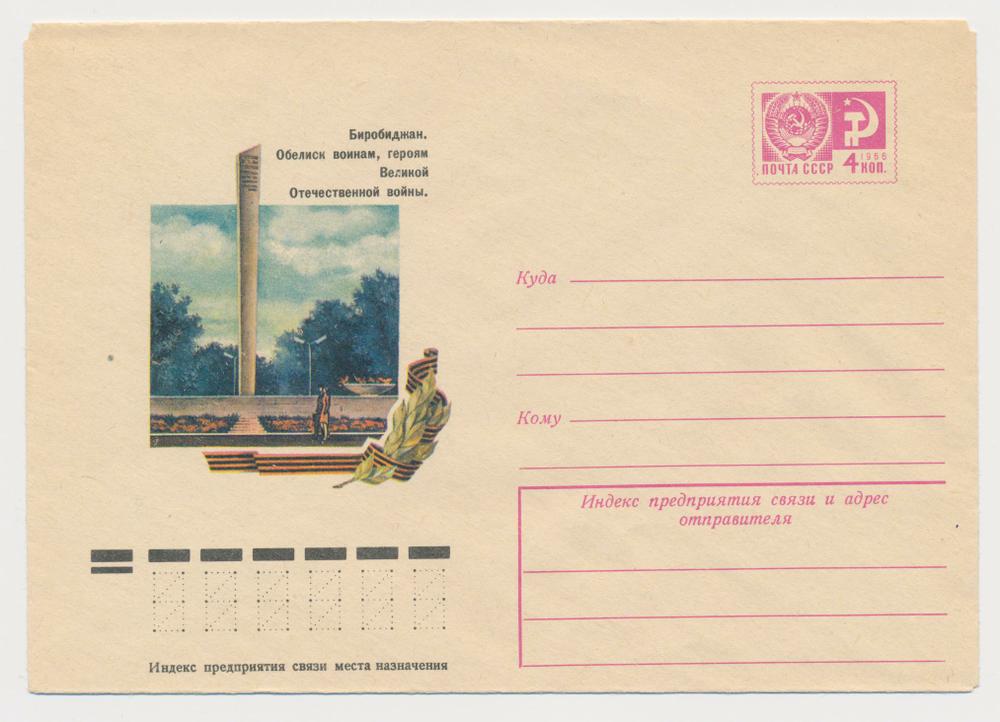 Биробиджан.
Обелиск воинам, героям
Великой
Отечественной войны.
1966
ПОЧТА СССР 4 КОП.
Куда
Кому
Индекс предприятия связи и адрес
отправителя
Индекс предприятия связи места назначения